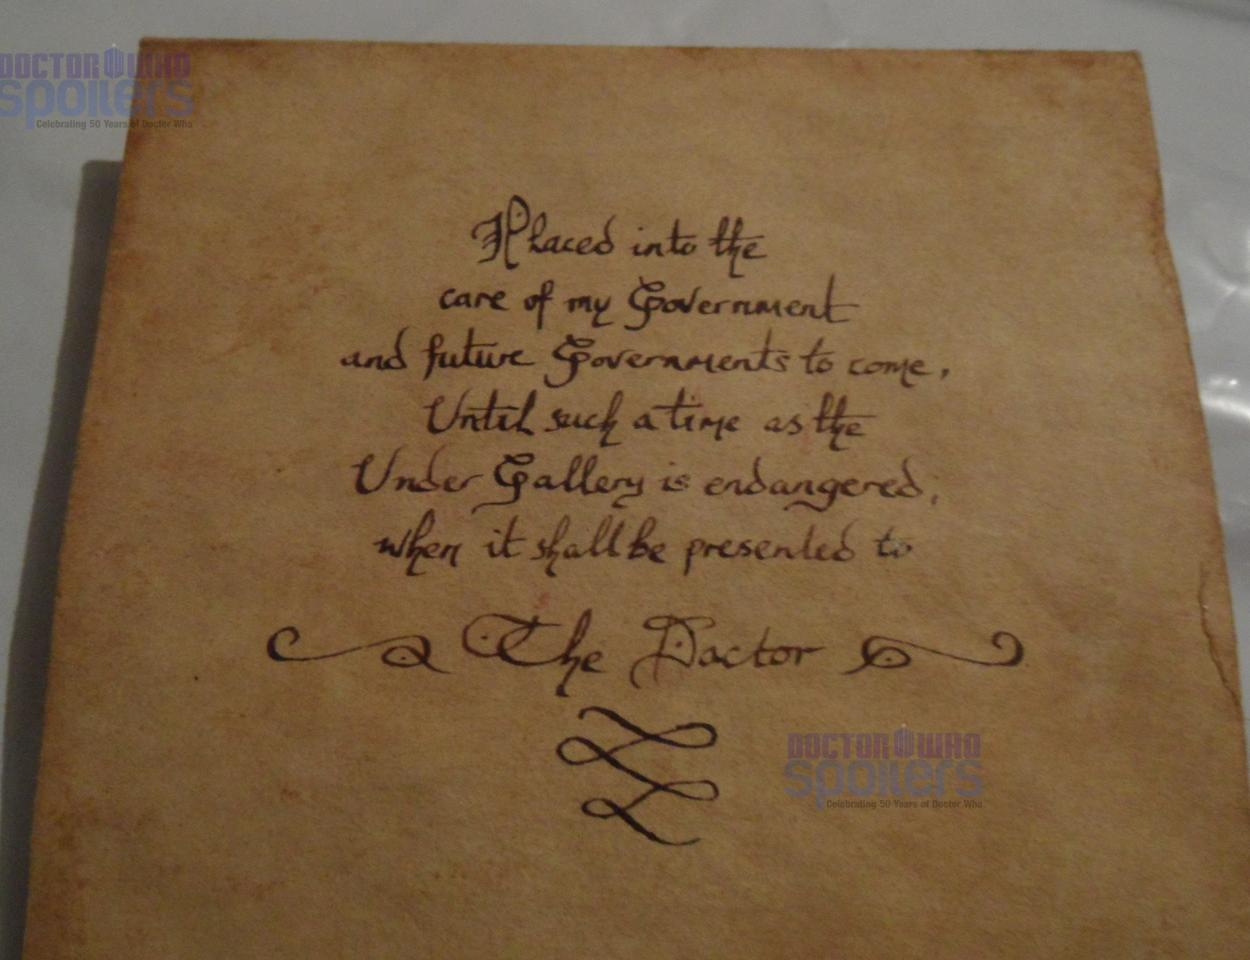 DOCTOR WHO
spoilers
Celebrating 50 Years of Doctor Who
Placed into the
care of my Government
and future Governments to come,
Until such a time as the
Under Gallery is endangered,
when it shall be presented to
The Doctor
DOCTOR WHO
spoilers
Celebrating 50 Years of Doctor Who